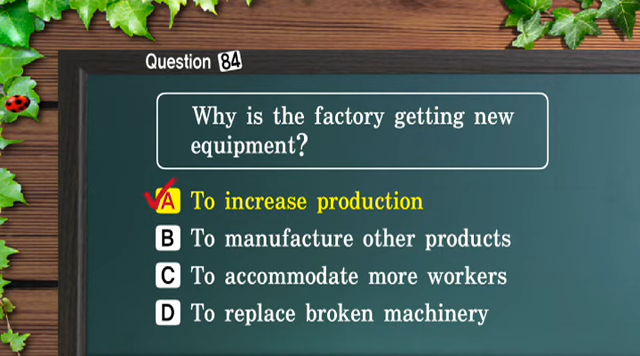 Question 84
Why is the factory getting new
equipment?
A To increase production
B To manufacture other products
C To accommodate more workers
D To replace broken machinery